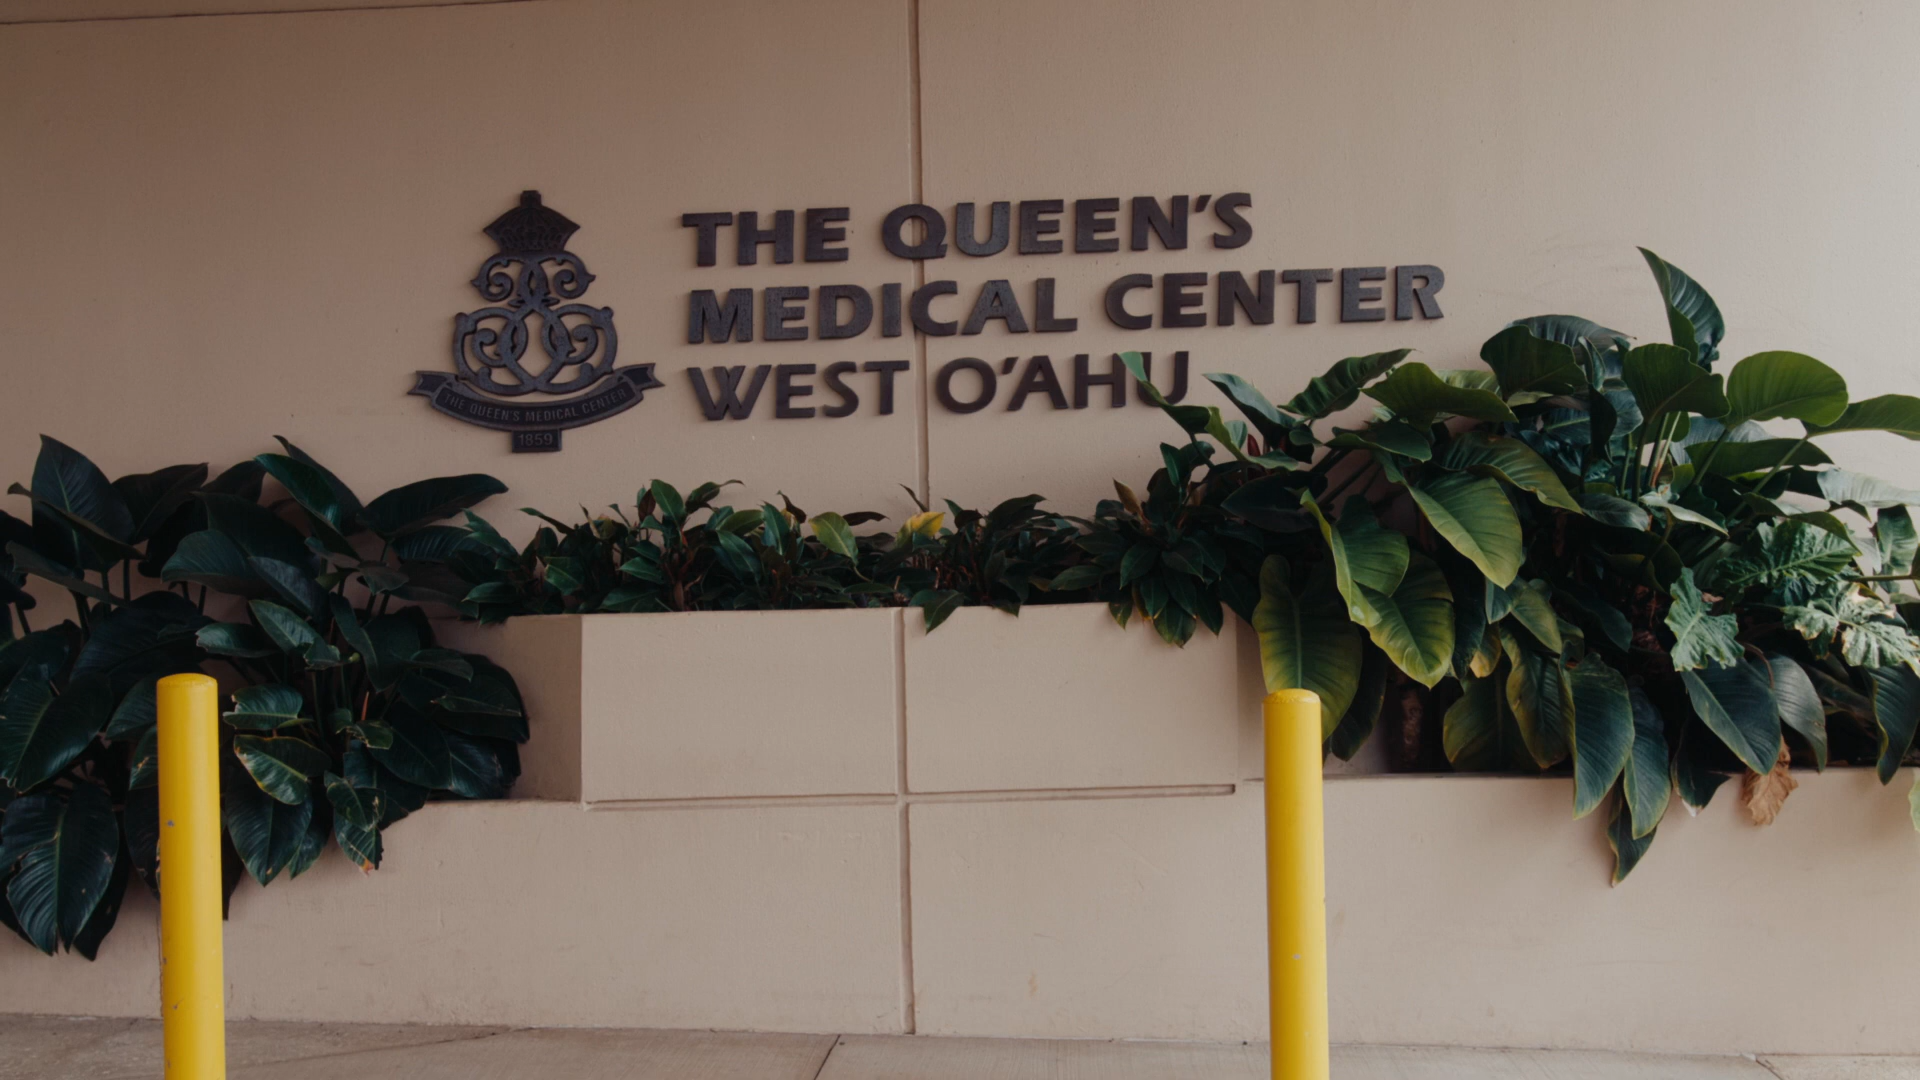 THE QUEEN'S
MEDICAL CENTER
WEST O'AHU
THE QUEEN'S MEDICAL CENTER
1859